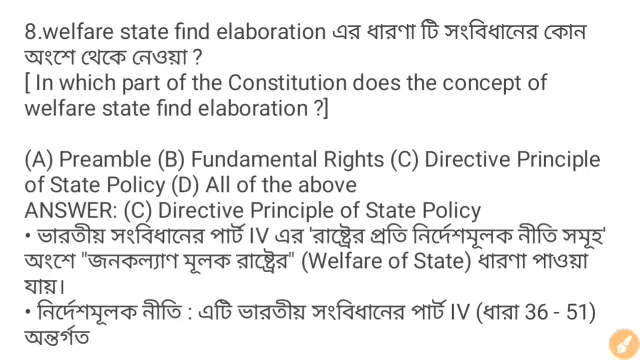 8.welfare state find elaboration এর ধারণা টি সংবিধানের কোন
অংশে থেকে নেওয়া ?
[ In which part of the Constitution does the concept of
welfare state find elaboration ?]
(A) Preamble (B) Fundamental Rights (C) Directive Principle
of State Policy (D) All of the above
ANSWER: (C) Directive Principle of State Policy
• ভারতীয় সংবিধানের পার্ট IV এর 'রাষ্ট্রের প্রতি নির্দেশমূলক নীতি সমূহ'
অংশে "জনকল্যাণ মূলক রাষ্ট্রের" (Welfare of State) ধারণা পাওয়া
যায়।
• নির্দেশমূলক নীতি : এটি ভারতীয় সংবিধানের পার্ট IV (ধারা 36 - 51)
অন্তর্গত